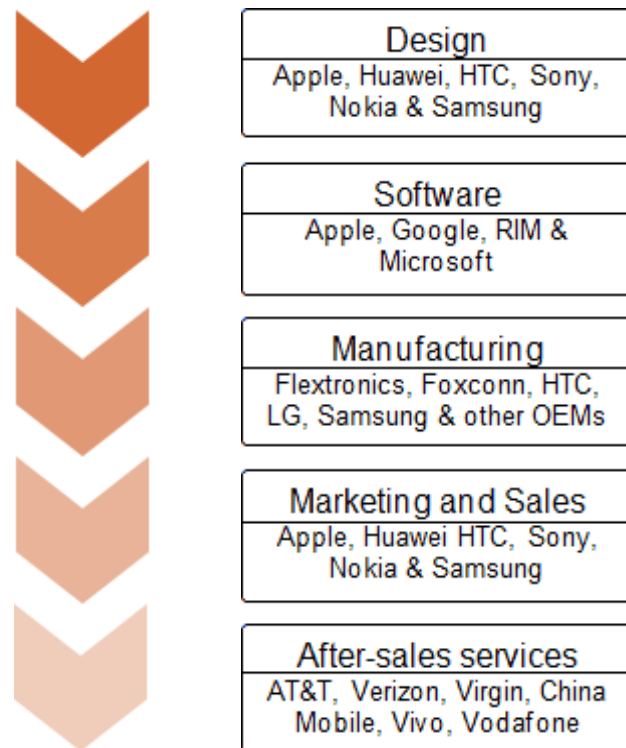 Design
Apple, Huawei, HTC, Sony,
Nokia & Samsung
Software
Apple, Google, RIM &
Microsoft
Manufacturing
Flextronics, Foxconn, HTC,
LG, Samsung & other OEMs
Marketing and Sales
Apple, Huawei HTC, Sony,
Nokia & Samsung
After-sales services
AT&T, Verizon, Virgin, China
Mobile, Vivo, Vodafone